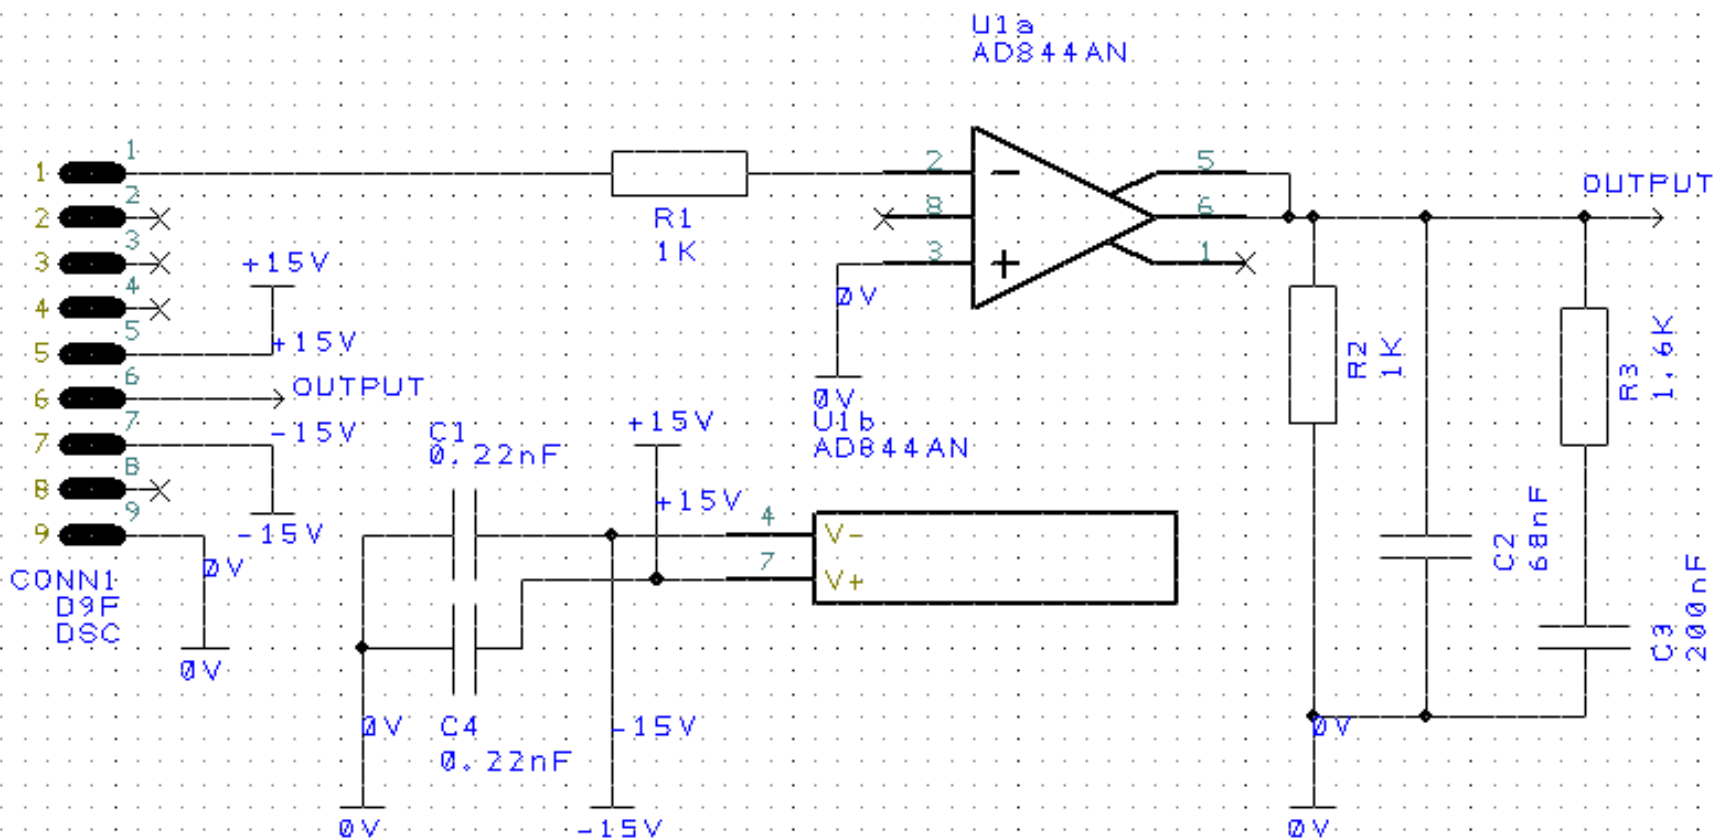 U1a
AD844AN
1
1
2
2
3
3
4
4
5
5
6
6
7
7
8
8
9
9
CONN1
D9F
DSC
+15V
+15V
OUTPUT
-15V
-15V
0V
0V
R1
1K
2
8
3
-
+
5
6
1
OUTPUT
0V
0V
U1b
AD844AN
C1
0.22nF
+15V
+15V
4
7
V-
V+
0V
C4
0.22nF
-15V
0V
-15V
R2
1K
R3
1.6K
C2
68nF
C3
200nF
0V
0V